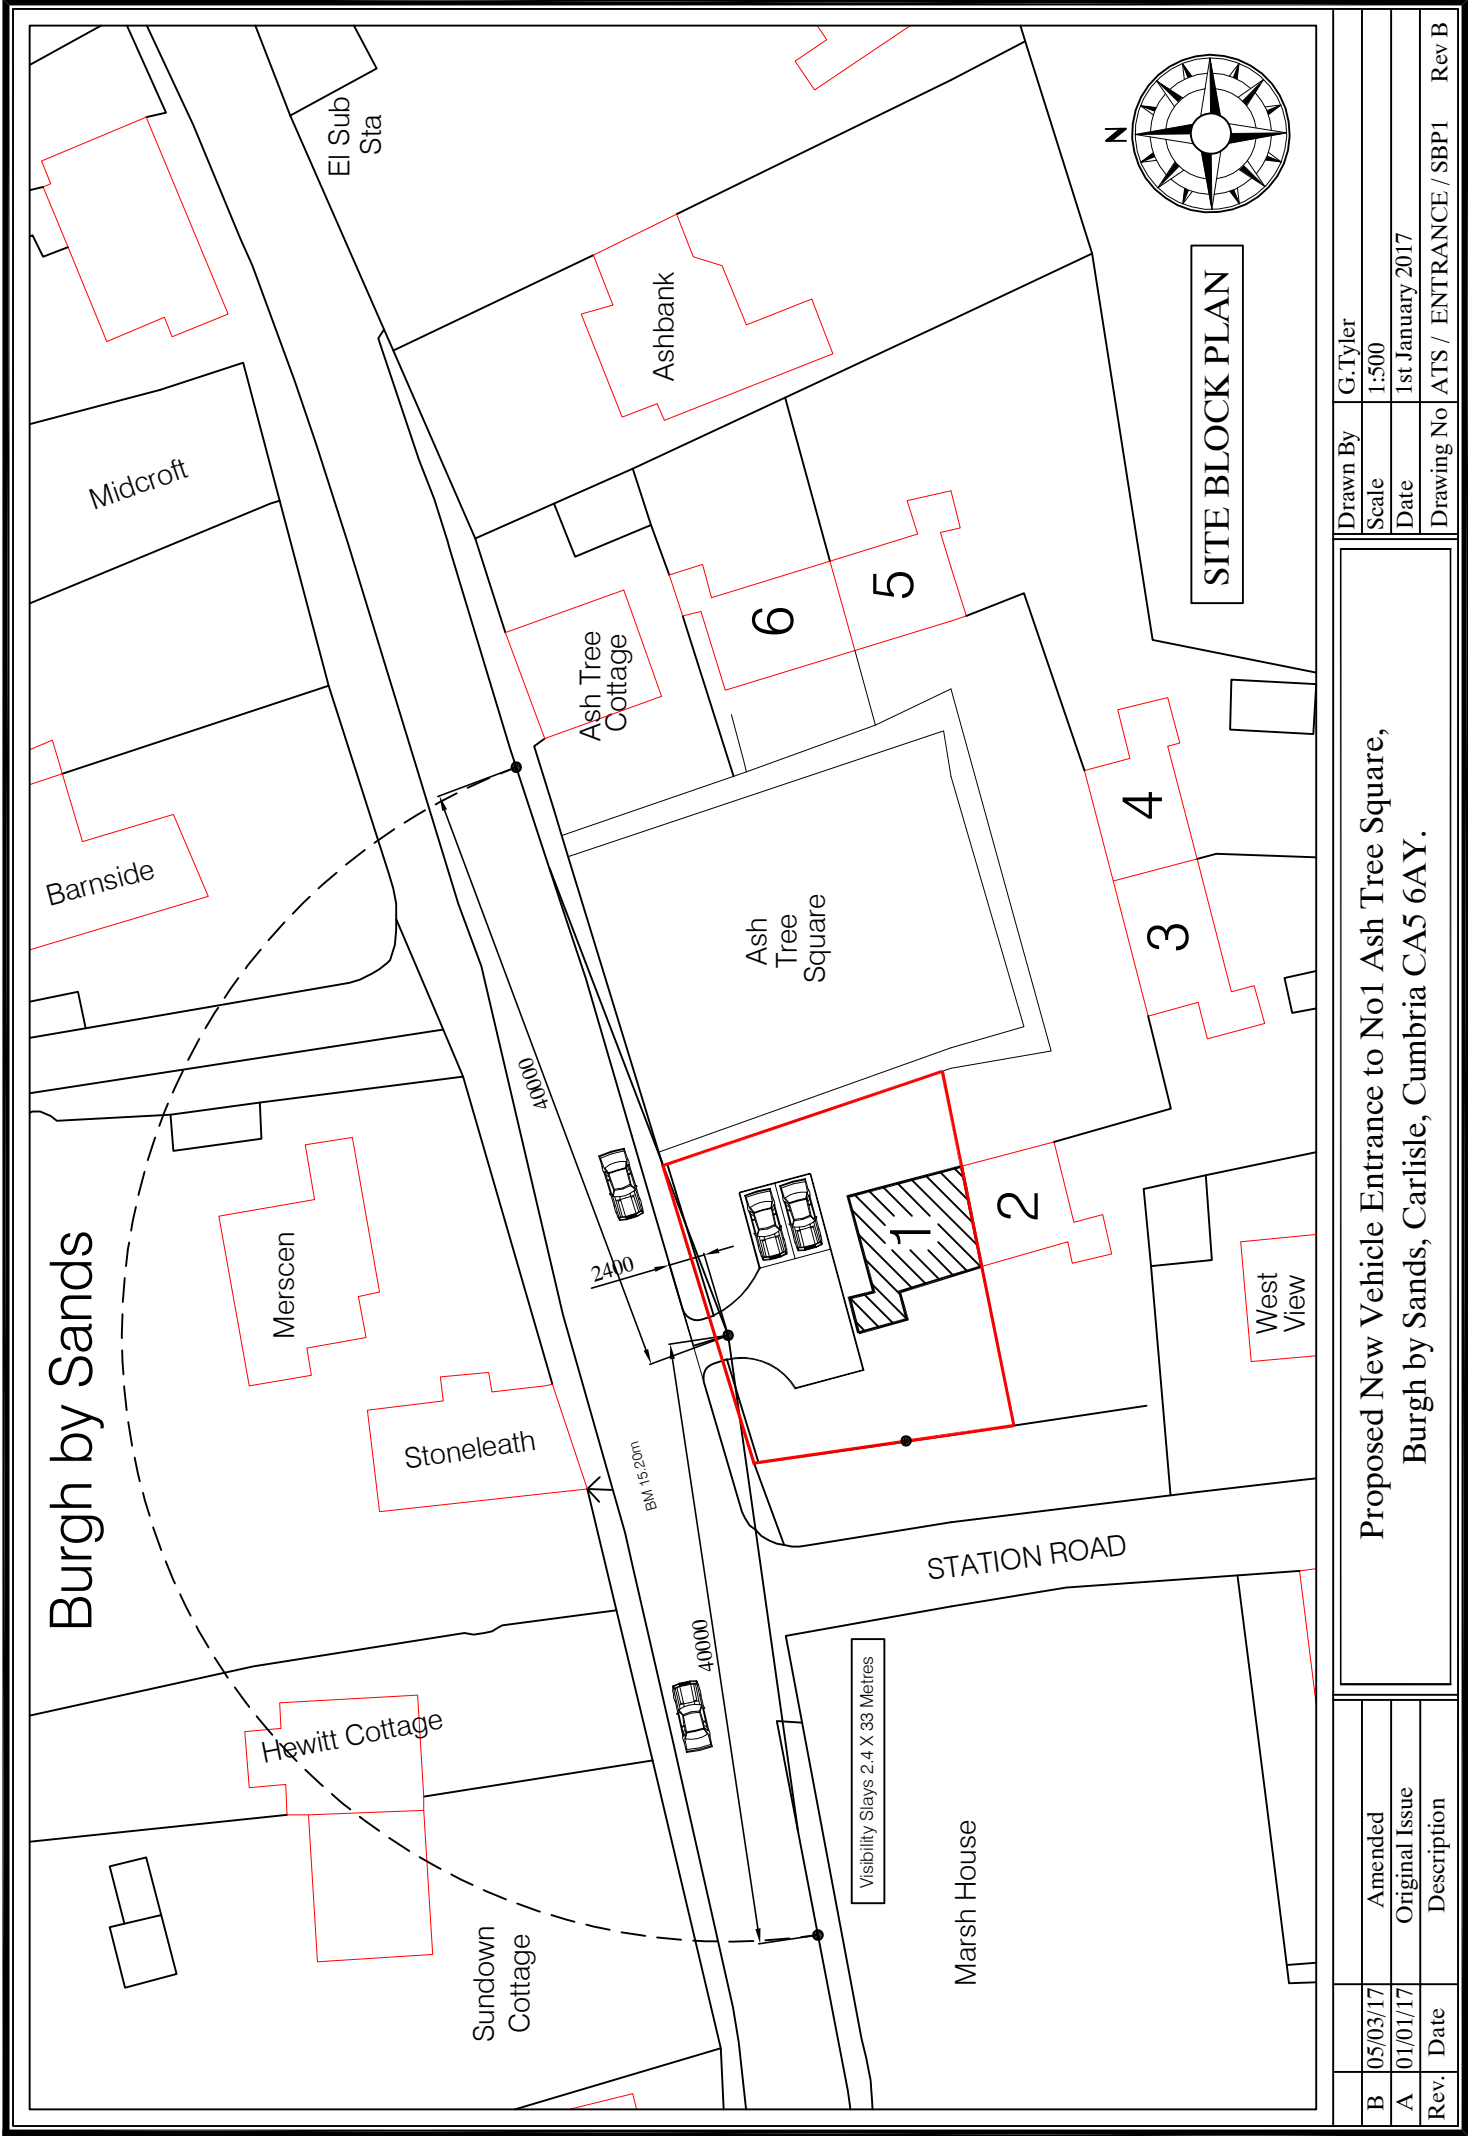 Burgh by Sands
El Sub
Sta
Midcroft
Ashbank
Barnside
Ash Tree
Cottage
6
5
4
3
Ash
Tree
Square
Merscen
Stoneleath
Hewitt Cottage
Sundown
Cottage
40000
2400
BM 15.20m
40000
1
2
West
View
STATION ROAD
Marsh House
Visibility Slays 2.4 X 33 Metres
N
SITE BLOCK PLAN
B 05/03/17 Amended
A 01/01/17 Original Issue
Rev. Date Description
Proposed New Vehicle Entrance to No1 Ash Tree Square,
Burgh by Sands, Carlisle, Cumbria CA5 6AY.
Drawn By G.Tyler
Scale 1:500
Date 1st January 2017
Drawing No ATS / ENTRANCE / SBP1 Rev B